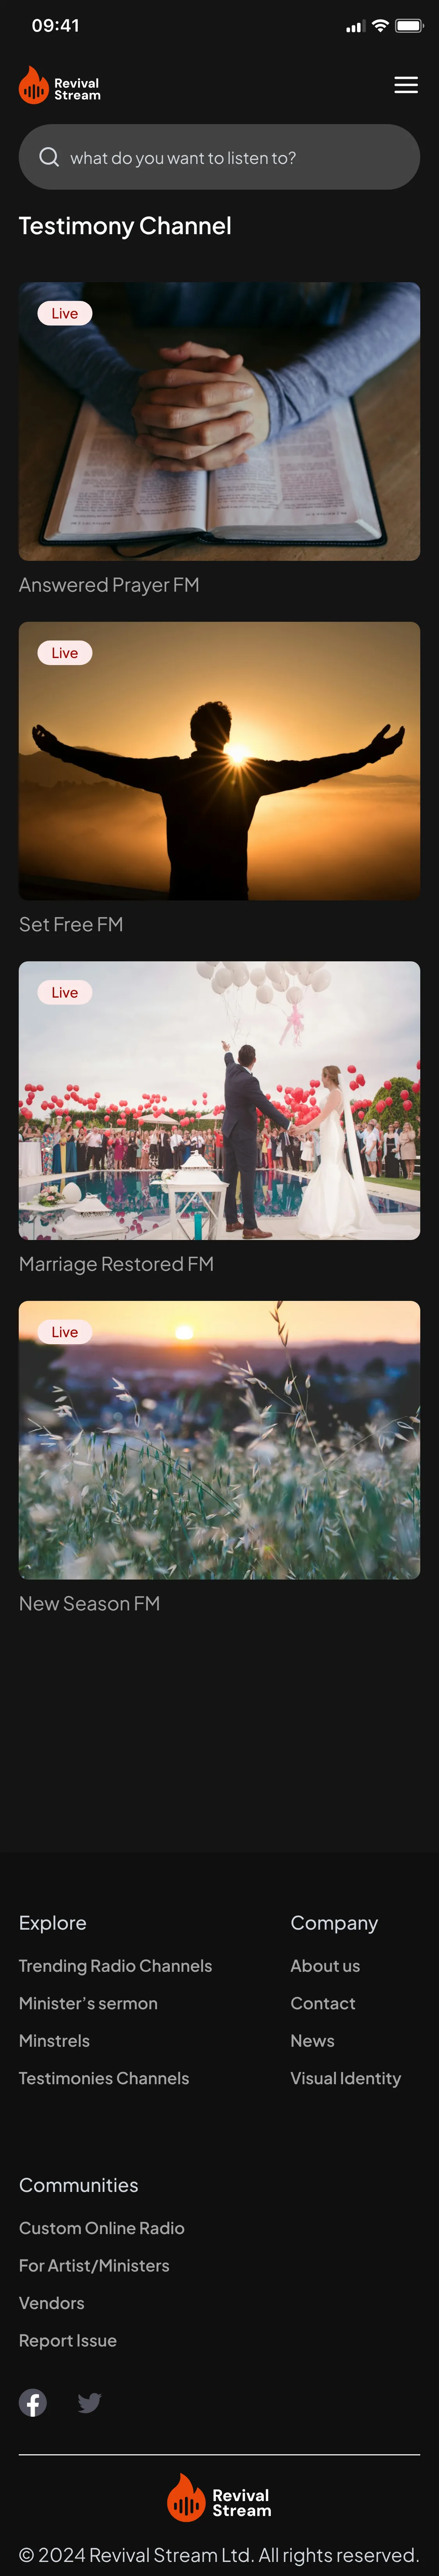 09:41
Revival
Stream
what do you want to listen to?
Testimony Channel
Live
Answered Prayer FM
Live
Set Free FM
Live
Marriage Restored FM
Live
New Season FM
Explore
Trending Radio Channels
Minister’s sermon
Minstrels
Testimonies Channels
Company
About us
Contact
News
Visual Identity
Communities
Custom Online Radio
For Artist/Ministers
Vendors
Report Issue
Revival
Stream
© 2024 Revival Stream Ltd. All rights reserved.